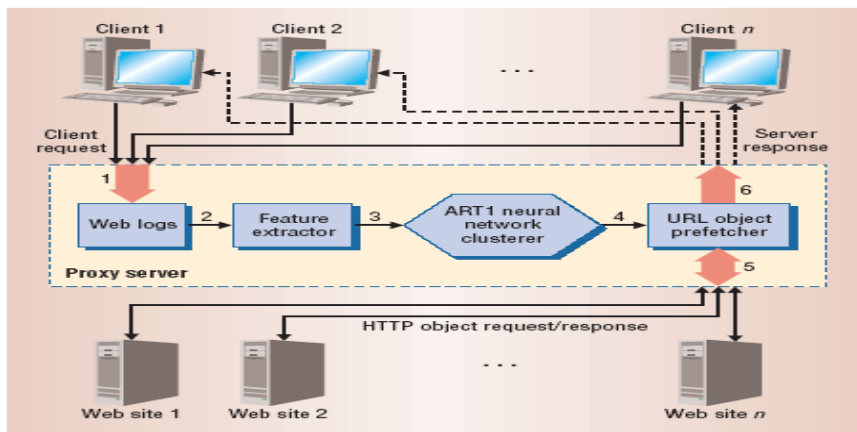 Client 1
Client 2
Client n
. . .
Client
request
Server
response
1
6
Web logs
2
Feature
extractor
3
ART1 neural
network
clusterer
4
URL object
prefetcher
5
Proxy server
HTTP object request/response
. . .
Web site 1
Web site 2
Web site n